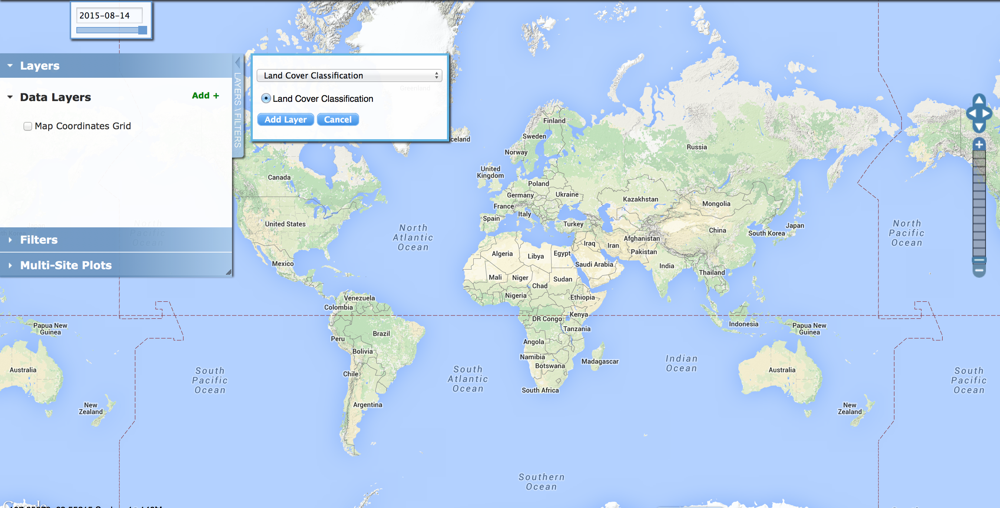 2015-08-14
Layers
Data Layers
Add +
Map Coordinates Grid
Filters
Multi-Site Plots
LAYERS \ FILTERS
Land Cover Classification
Land Cover Classification
Add Layer
Cancel
Greenland
celand
Finland
Sweden
Norway
Russia
United
Kingdom
Poland
Germany
Ukraine
France
Italy
Spain
Turkey
Kazakhstan
Mongolia
China
Japan
South Korea
Afghanistan
Iraq
Iran
Pakistan
India
Thailand
Saudi Arabia
Algeria
Libya
Egypt
Mali
Niger
Sudan
Chad
Nigeria
Ethiopia
Kenya
DR Congo
Tanzania
Angola
Namibia
Botswana
Madagascar
South Africa
Canada
United States
Mexico
Venezuela
Colombia
Brazil
Peru
Bolivia
Chile
Argentina
Indonesia
Papua New
Guinea
Papua New
Guinea
Australia
Australia
New
Zealand
New
Zealand
Japan
North
Pacific
Ocean
North
Atlantic
Ocean
North
Pacific
Ocean
South
Pacific
Ocean
South
Atlantic
Ocean
Indian
Ocean
South
Pacific
Ocean
Southern
Ocean
Google